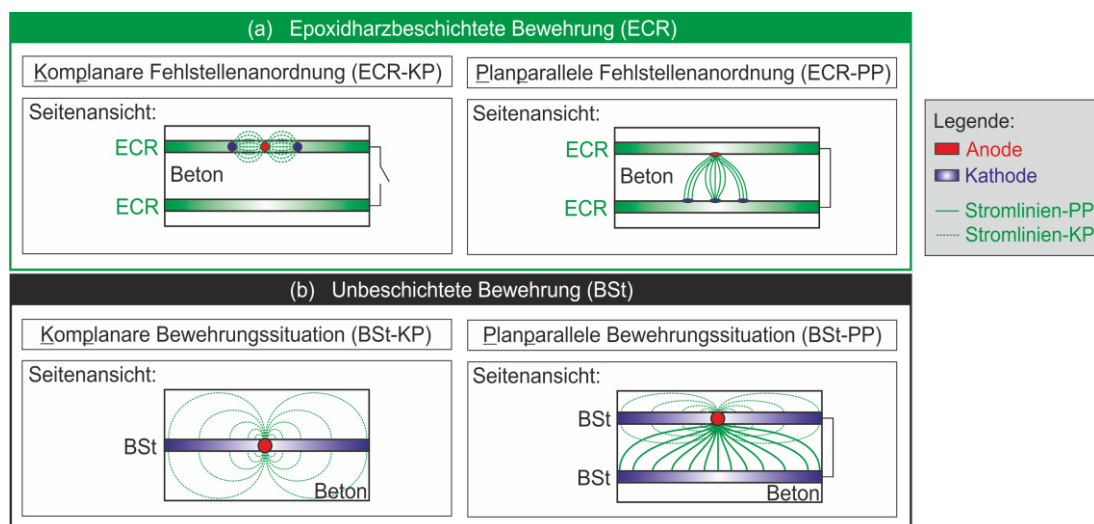 (a) Epoxidharzbeschichtete Bewehrung (ECR)
Komplanare Fehlstellenanordnung (ECR-KP)
Planparallele Fehlstellenanordnung (ECR-PP)
Seitenansicht:
ECR
Beton
ECR
Seitenansicht:
ECR
Beton
ECR
Legende:
Anode
Kathode
Stromlinien-PP
Stromlinien-KP
(b) Unbeschichtete Bewehrung (BSt)
Komplanare Bewehrungssituation (BSt-KP)
Planparallele Bewehrungssituation (BSt-PP)
Seitenansicht:
BSt
Beton
Seitenansicht:
BSt
BSt
Beton